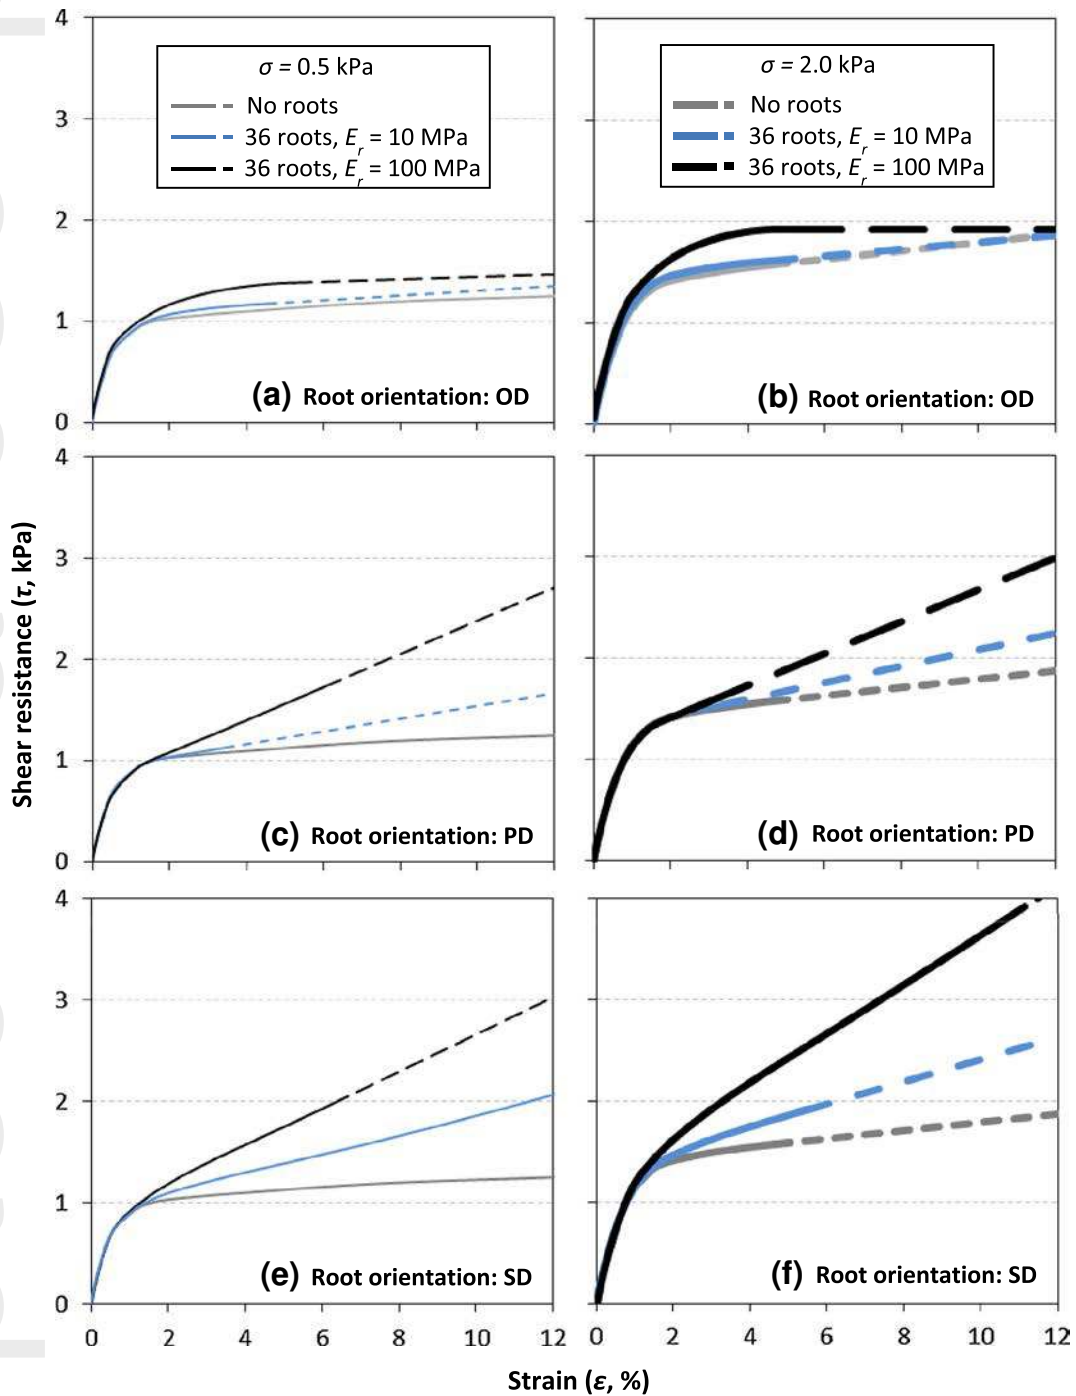 4
3
2
1
0
σ = 0.5 kPa
No roots
36 roots, E_r = 10 MPa
36 roots, E_r = 100 MPa
(a) Root orientation: OD
σ = 2.0 kPa
No roots
36 roots, E_r = 10 MPa
36 roots, E_r = 100 MPa
(b) Root orientation: OD
Shear resistance (τ, kPa)
4
3
2
1
0
(c) Root orientation: PD
(d) Root orientation: PD
4
3
2
1
0
(e) Root orientation: SD
(f) Root orientation: SD
0 2 4 6 8 10 12
0 2 4 6 8 10 12
Strain (ε, %)